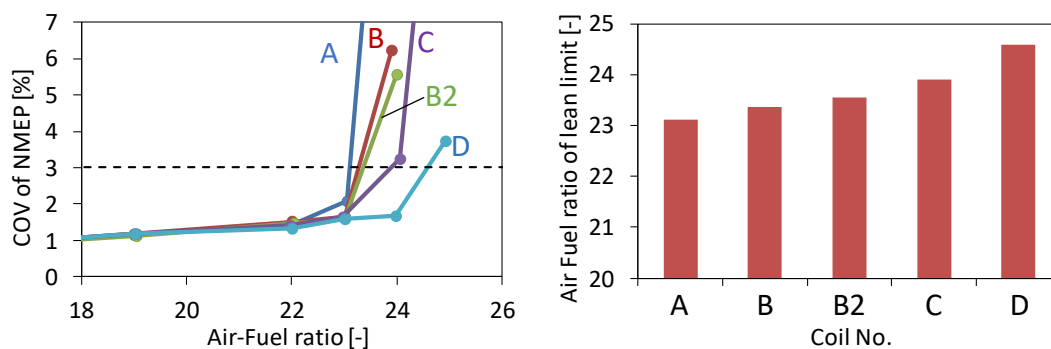 COV of NMEP [%]
7
6
5
4
3
2
1
0
A
B
C
B2
D
18
20
22
24
26
Air-Fuel ratio [-]
Air Fuel ratio of lean limit [-]
25
24
23
22
21
20
A
B
B2
C
D
Coil No.